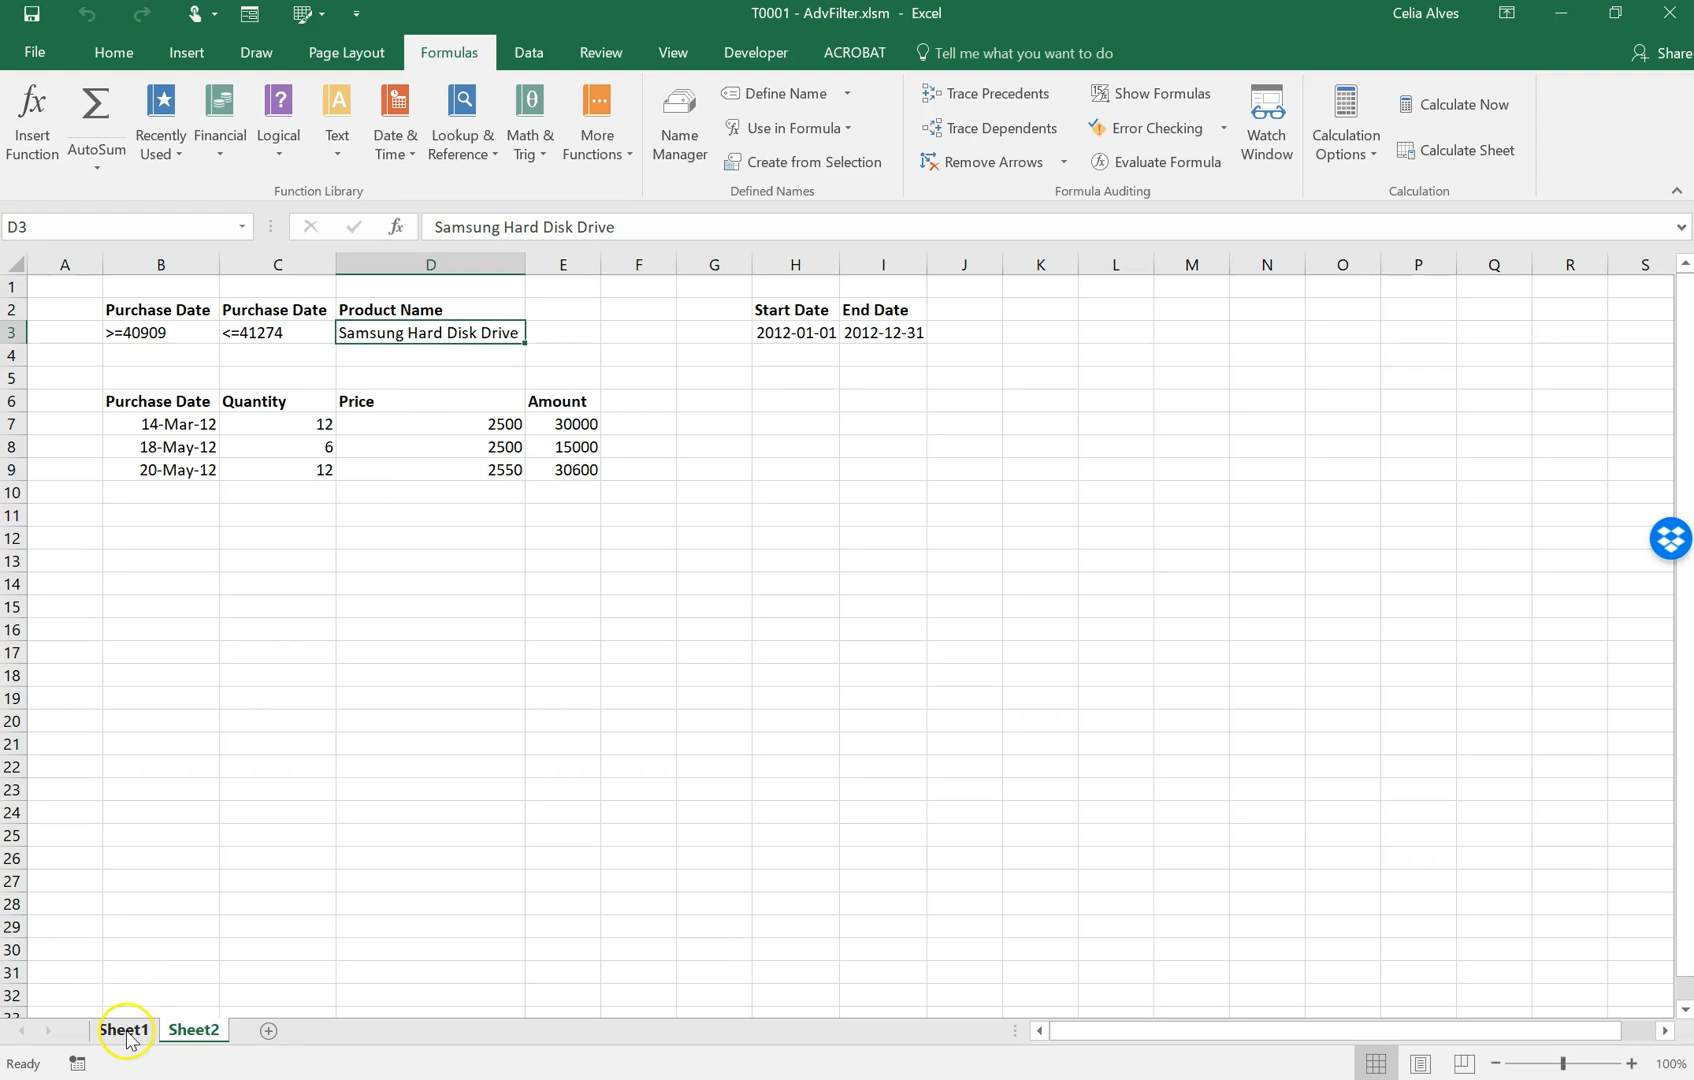 T0001 - AdvFilter.xlsm - Excel
Celia Alves
File Home Insert Draw Page Layout Formulas Data Review View Developer ACROBAT Tell me what you want to do Share
Insert Function
AutoSum
Recently Used
Financial
Logical
Text
Date & Time
Lookup & Reference
Math & Trig
More Functions
Function Library
Name Manager
Define Name
Use in Formula
Create from Selection
Defined Names
Trace Precedents
Trace Dependents
Remove Arrows
Show Formulas
Error Checking
Evaluate Formula
Formula Auditing
Watch Window
Calculation Options
Calculate Now
Calculate Sheet
Calculation
D3 fx Samsung Hard Disk Drive
A B C D E F G H I J K L M N O P Q R S
1
2 Purchase Date Purchase Date Product Name Start Date End Date
3 >=40909 <=41274 Samsung Hard Disk Drive 2012-01-01 2012-12-31
4
5
6 Purchase Date Quantity Price Amount
7 14-Mar-12 12 2500 30000
8 18-May-12 6 2500 15000
9 20-May-12 12 2550 30600
10
11
12
13
14
15
16
17
18
19
20
21
22
23
24
25
26
27
28
29
30
31
32
Sheet1 Sheet2
Ready 100%